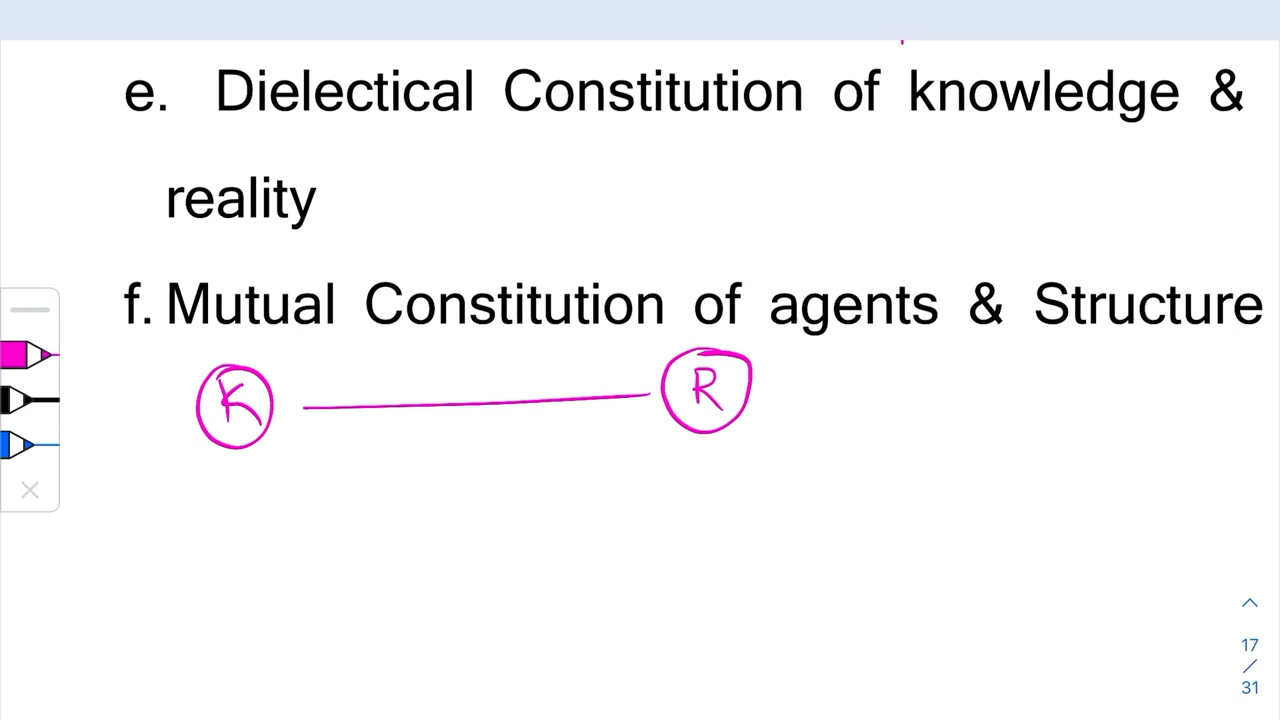 e. Dielectical Constitution of knowledge &
reality
f. Mutual Constitution of agents & Structure
K R
17
/
31